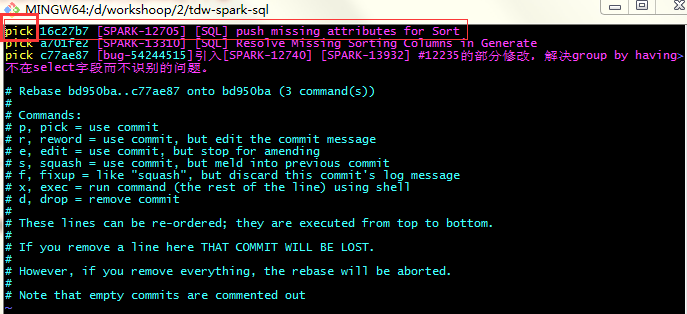 MINGW64:/d/workshoop/2/tdw-spark-sql
pick 16c27b7 [SPARK-12705] [SQL] push missing attributes for Sort
pick a701fe2 [SPARK-13310] [SQL] Resolve Missing Sorting Columns in Generate
pick c77ae87 [bug-54244515]引入[SPARK-12740] [SPARK-13932] #12235的部分修改, 解决group by having>
不在select字段而不识别的问题。
# Rebase bd950ba..c77ae87 onto bd950ba (3 command(s))
#
# Commands:
# p, pick = use commit
# r, reword = use commit, but edit the commit message
# e, edit = use commit, but stop for amending
# s, squash = use commit, but meld into previous commit
# f, fixup = like "squash", but discard this commit's log message
# x, exec = run command (the rest of the line) using shell
# d, drop = remove commit
#
# These lines can be re-ordered; they are executed from top to bottom.
#
# If you remove a line here THAT COMMIT WILL BE LOST.
#
# However, if you remove everything, the rebase will be aborted.
#
# Note that empty commits are commented out
~